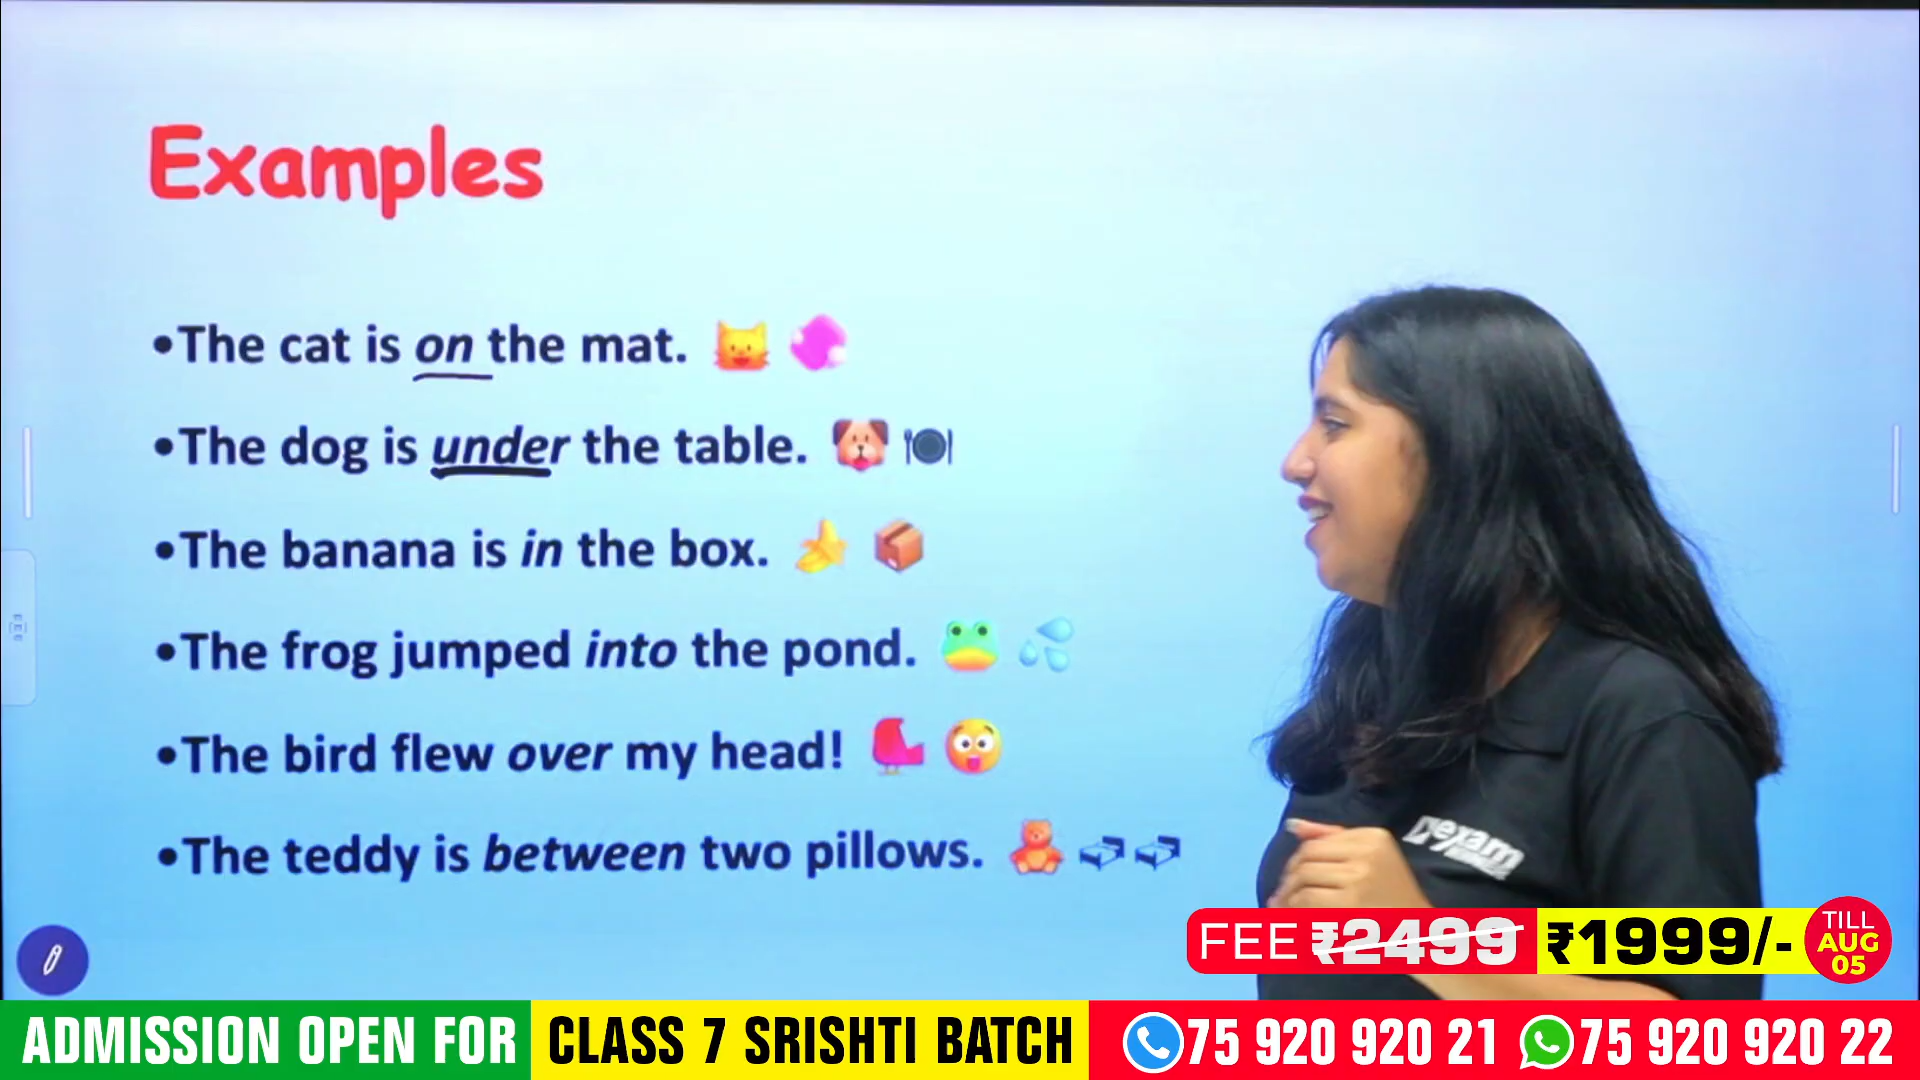 Examples
•The cat is on the mat.
•The dog is under the table.
•The banana is in the box.
•The frog jumped into the pond.
•The bird flew over my head!
•The teddy is between two pillows.
exam
FEE ₹2499 ₹1999/- TILL AUG 05
ADMISSION OPEN FOR CLASS 7 SRISHTI BATCH 75 920 920 21 75 920 920 22